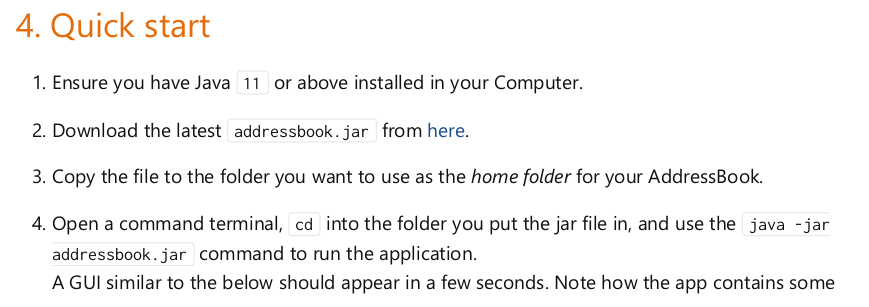 4. Quick start
1. Ensure you have Java 11 or above installed in your Computer.
2. Download the latest addressbook.jar from here.
3. Copy the file to the folder you want to use as the home folder for your AddressBook.
4. Open a command terminal, cd into the folder you put the jar file in, and use the java -jar
addressbook.jar command to run the application.
A GUI similar to the below should appear in a few seconds. Note how the app contains some